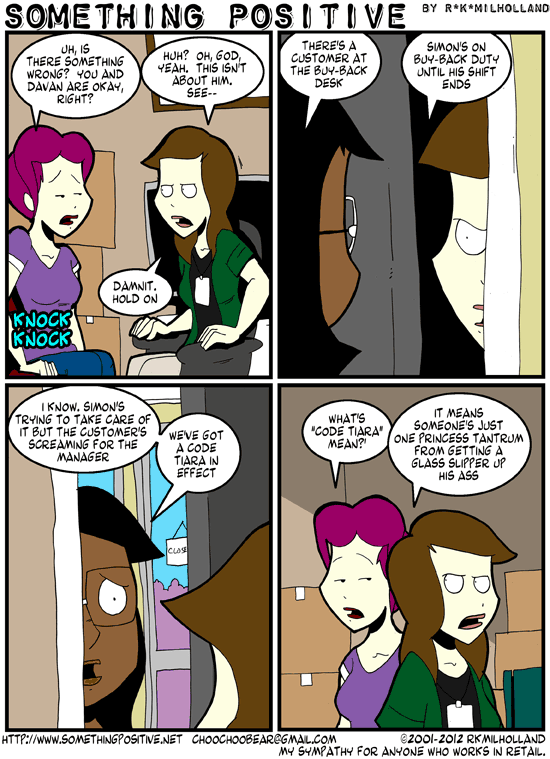 SOMETHING POSITIVE BY R*K*MILHOLLAND
UH, IS
THERE SOMETHING
WRONG? YOU AND
DAVAN ARE OKAY,
RIGHT?
HUH? OH, GOD,
YEAH. THIS ISN'T
ABOUT HIM.
SEE--
DAMNIT.
HOLD ON
KNOCK
KNOCK
THERE'S A
CUSTOMER AT
THE BUY-BACK
DESK
SIMON'S ON
BUY-BACK DUTY
UNTIL HIS SHIFT
ENDS
I KNOW. SIMON'S
TRYING TO TAKE CARE OF
IT BUT THE CUSTOMER'S
SCREAMING FOR THE
MANAGER
WE'VE GOT
A CODE
TIARA IN
EFFECT
CLOSE
WHAT'S
"CODE TIARA"
MEAN?'
IT MEANS
SOMEONE'S JUST
ONE PRINCESS TANTRUM
FROM GETTING A
GLASS SLIPPER UP
HIS ASS
HTTP://WWW.SOMETHINGPOSITIVE.NET CHOOCHOOBEAR@GMAIL.COM ©2001-2012 RKMILHOLLAND
MY SYMPATHY FOR ANYONE WHO WORKS IN RETAIL.